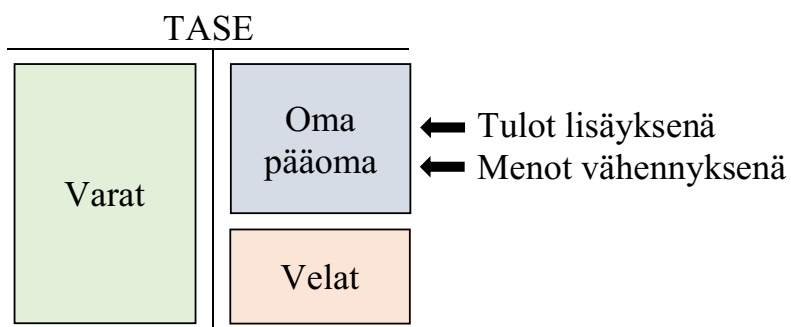 TASE
Varat
Oma
pääoma
Velat
Tulot lisäyksenä
Menot vähennyksenä